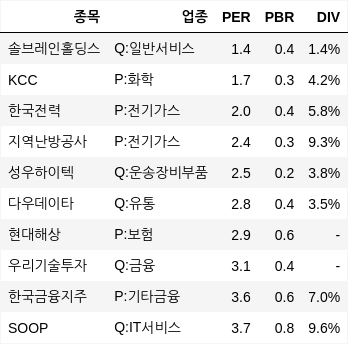 종목 업종 PER PBR DIV
솔브레인홀딩스 Q:일반서비스 1.4 0.4 1.4%
KCC P:화학 1.7 0.3 4.2%
한국전력 P:전기가스 2.0 0.4 5.8%
지역난방공사 P:전기가스 2.4 0.3 9.3%
성우하이텍 Q:운송장비부품 2.5 0.2 3.8%
다우데이타 Q:유통 2.8 0.4 3.5%
현대해상 P:보험 2.9 0.6 -
우리기술투자 Q:금융 3.1 0.4 -
한국금융지주 P:기타금융 3.6 0.6 7.0%
SOOP Q:IT서비스 3.7 0.8 9.6%